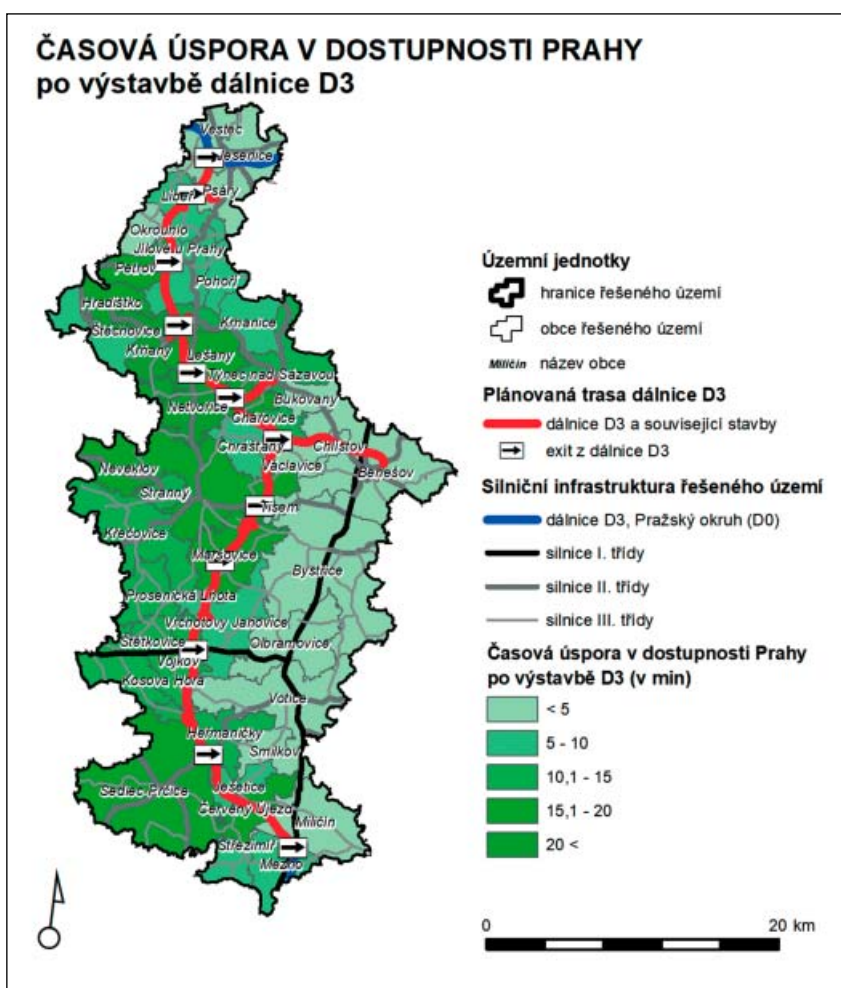 ČASOVÁ ÚSPORA V DOSTUPNOSTI PRAHY
po výstavbě dálnice D3
Vestec
Jesenice
Psáry
Libeř
Okrouhlo
Jílové u Prahy
Petrov
Pohoří
Hradištko
Krhanice
Štěchovice
Krňany
Lešany
Týnec nad Sázavou
Bukovany
Netvořice
Chářovice
Chrášťany
Chlístov
Václavice
Benešov
Neveklov
Stranný
Tisem
Křečovice
Maršovice
Bystřice
Prosenická Lhota
Vrchotovy Janovice
Štětkovice
Olbramovice
Vojkov
Kosova Hora
Votice
Heřmaničky
Smilkov
Sedlec Prčice
Ješetice
Červený Újezd
Miličín
Střezimíř
Mezno
Územní jednotky
hranice řešeného území
obce řešeného území
Miličín název obce
Plánovaná trasa dálnice D3
dálnice D3 a související stavby
exit z dálnice D3
Silniční infrastruktura řešeného území
dálnice D3, Pražský okruh (D0)
silnice I. třídy
silnice II. třídy
silnice III. třídy
Časová úspora v dostupnosti Prahy
po výstavbě D3 (v min)
< 5
5 - 10
10,1 - 15
15,1 - 20
20 <
0 20 km